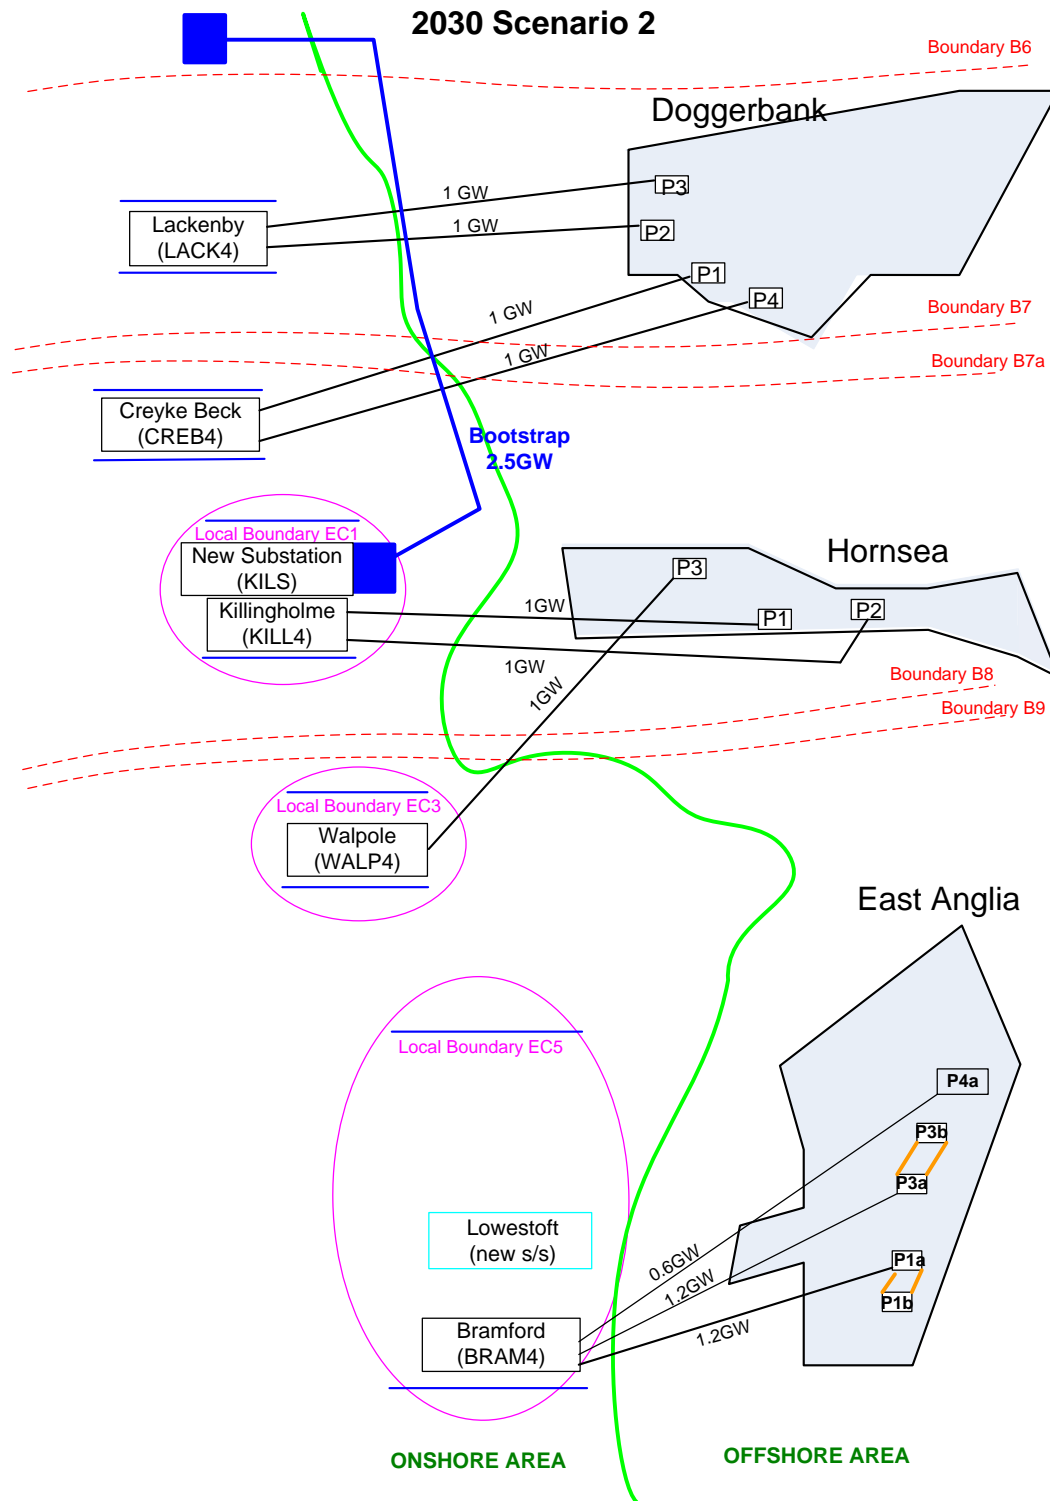 2030 Scenario 2
Boundary B6
Doggerbank
1 GW
P3
Lackenby
(LACK4)
1 GW
P2
P1
P4
1 GW
Boundary B7
1 GW
Boundary B7a
Creyke Beck
(CREB4)
Bootstrap
2.5GW
Local Boundary EC1
New Substation
(KILS)
Killingholme
(KILL4)
Hornsea
P3
1GW
P1
P2
1GW
1GW
Boundary B8
Boundary B9
Local Boundary EC3
Walpole
(WALP4)
East Anglia
Local Boundary EC5
P4a
P3b
P3a
Lowestoft
(new s/s)
0.6GW
1.2GW
P1a
P1b
Bramford
(BRAM4)
1.2GW
ONSHORE AREA
OFFSHORE AREA